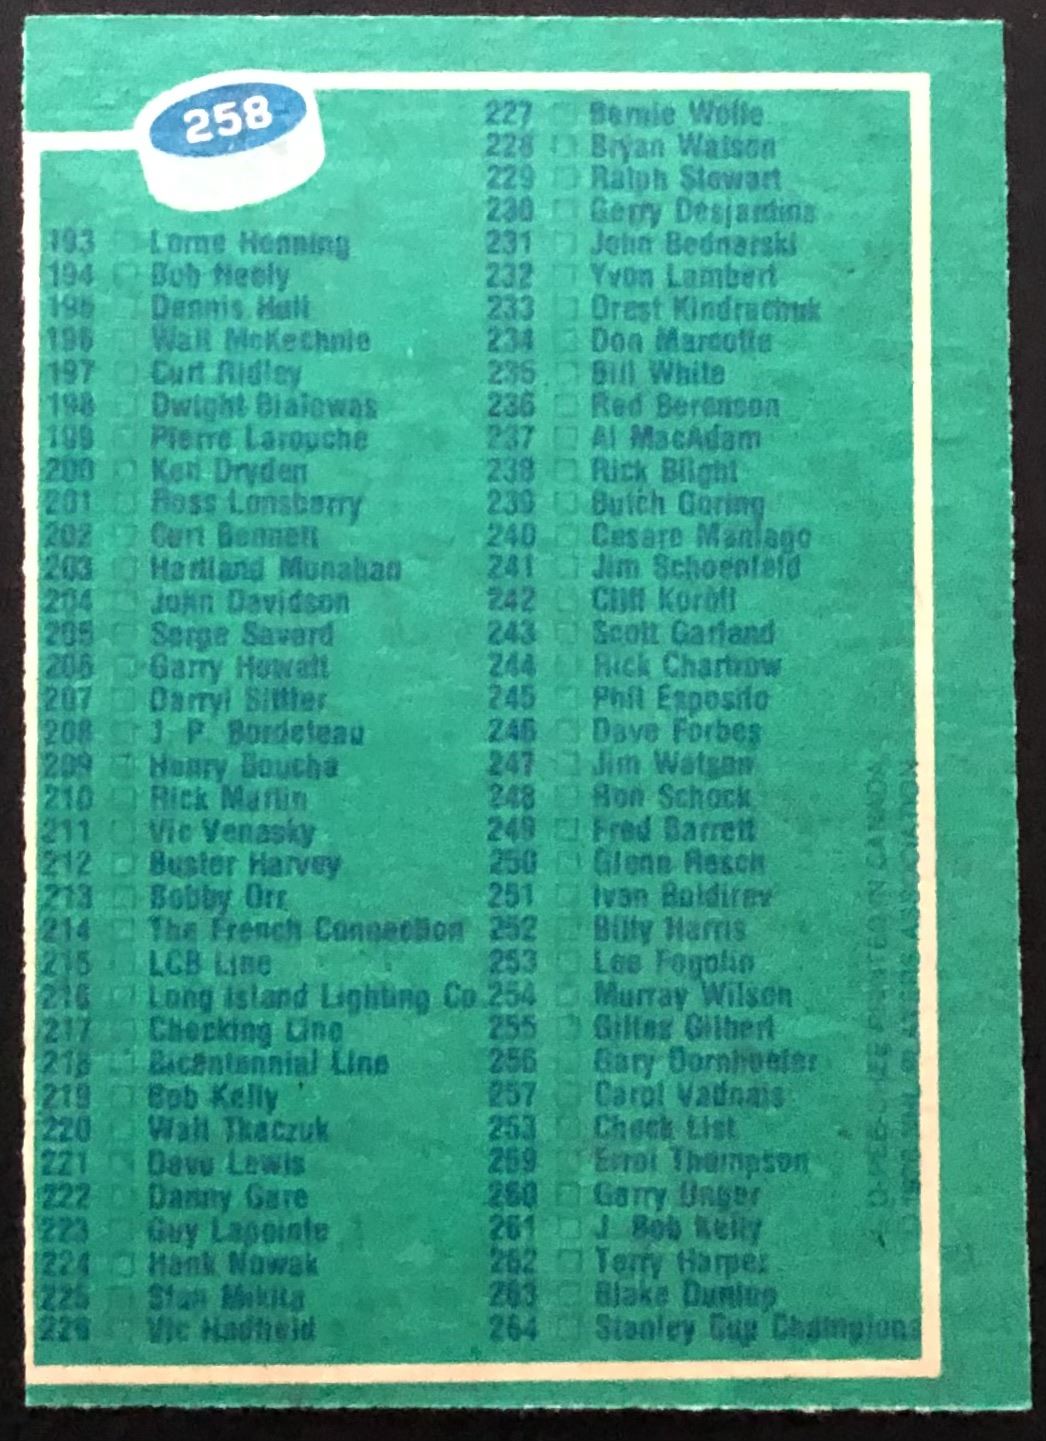 258
193 Lorne Henning
194 Bob Neely
195 Dennis Hull
196 Walt McKechnie
197 Curt Ridley
198 Dwight Bialowas
199 Pierre Larouche
200 Ken Dryden
201 Ross Lonsberry
202 Curt Bennett
203 Hartland Monahan
204 John Davidson
205 Serge Savard
206 Garry Howatt
207 Darryl Sittler
208 J. P. Bordeleau
209 Henry Boucha
210 Rick Martin
211 Vic Venasky
212 Buster Harvey
213 Bobby Orr
214 The French Connection
215 LCB Line
216 Long Island Lighting Co
217 Checking Line
218 Bicentennial Line
219 Bob Kelly
220 Walt Tkaczuk
221 Dave Lewis
222 Danny Gare
223 Guy Lapointe
224 Hank Nowak
225 Stan Mikita
226 Vic Hadfield
227 Bernie Wolfe
228 Bryan Watson
229 Ralph Stewart
230 Gerry Desjardins
231 John Bednarski
232 Yvon Lambert
233 Orest Kindrachuk
234 Don Marcotte
235 Bill White
236 Red Berenson
237 Al MacAdam
238 Rick Blight
239 Butch Goring
240 Cesare Maniago
241 Jim Schoenfeld
242 Cliff Koroll
243 Scott Garland
244 Rick Chartraw
245 Phil Esposito
246 Dave Forbes
247 Jim Watson
248 Ron Schock
249 Fred Barrett
250 Glenn Resch
251 Ivan Boldirev
252 Billy Harris
253 Lee Fogolin
254 Murray Wilson
255 Gilles Gilbert
256 Gary Dornhoefer
257 Carol Vadnais
258 Check List
259 Errol Thompson
260 Garry Unger
261 J. Bob Kelly
262 Terry Harper
263 Blake Dunlop
264 Stanley Cup Champions
O-PEE-CHEE PRINTED IN CANADA
PLAYERS ASSOCIATION